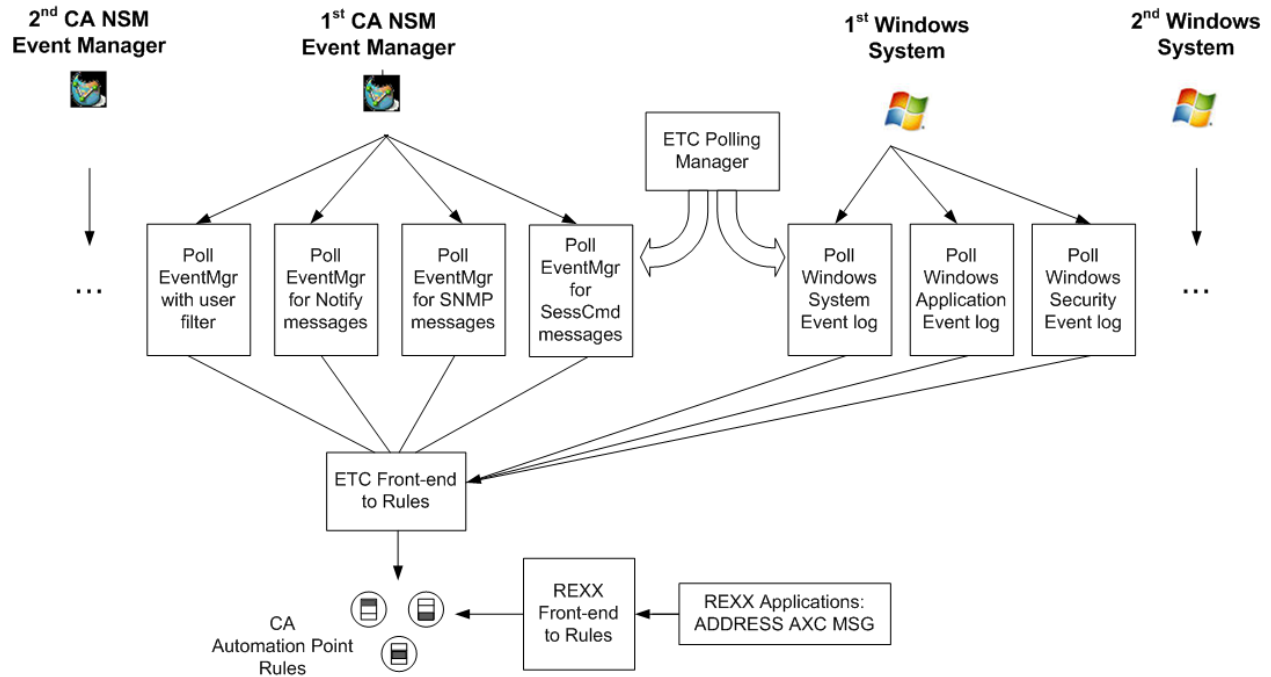 2nd CA NSM
Event Manager
1st CA NSM
Event Manager
1st Windows
System
2nd Windows
System
ETC Polling
Manager
Poll
EventMgr
with user
filter
Poll
EventMgr
for Notify
messages
Poll
EventMgr
for SNMP
messages
Poll
EventMgr
for
SessCmd
messages
Poll
Windows
System
Event log
Poll
Windows
Application
Event log
Poll
Windows
Security
Event log
...
...
ETC Front-end
to Rules
CA
Automation Point
Rules
REXX
Front-end
to Rules
REXX Applications:
ADDRESS AXC MSG